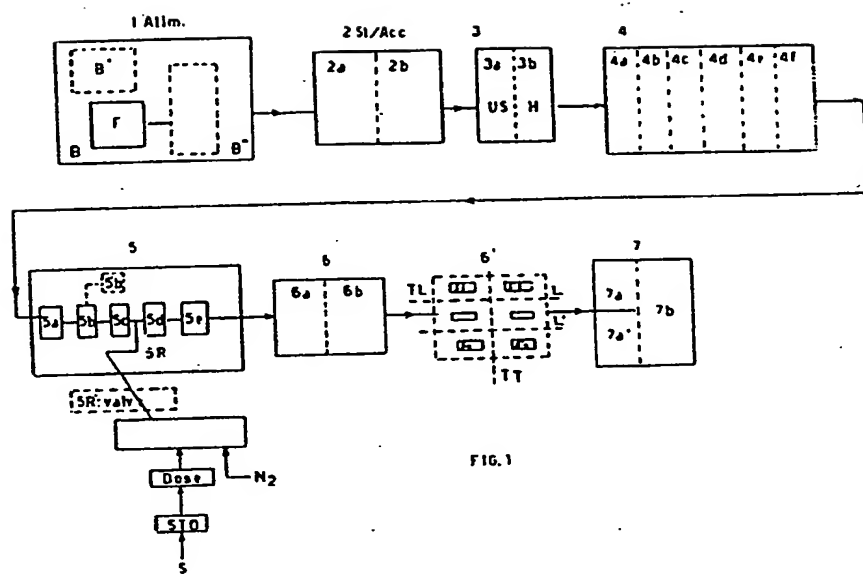 1 Alim.
2 St/Acc
3
4
B'
F
B
B"
2a 2b
3a 3b
US H
4a 4b 4c 4d 4e 4f
5
6
6'
7
5b'
5a 5b 5c 5d 5e
5R
6a 6b
TL
L
L'
TT
7a
7a'
7b
5R' valv
Dose
N2
STO
S
FIG.1